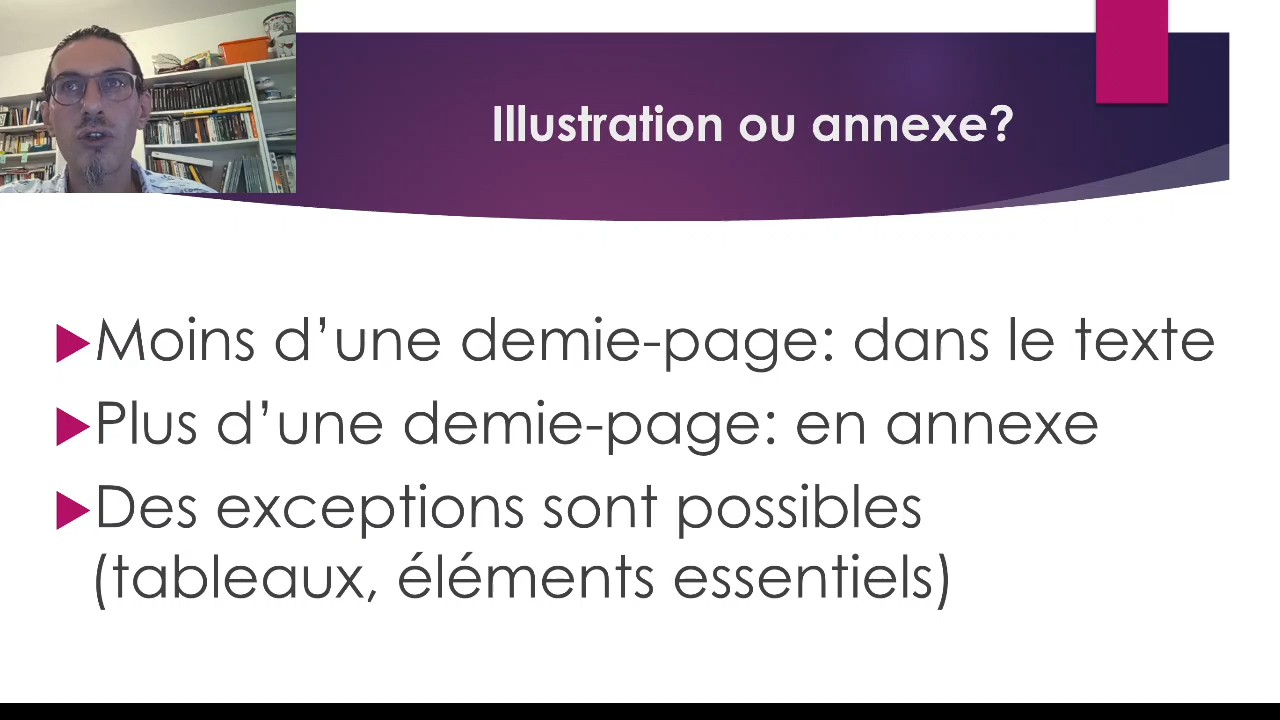 Illustration ou annexe?
Moins d’une demie-page: dans le texte
Plus d’une demie-page: en annexe
Des exceptions sont possibles
(tableaux, éléments essentiels)